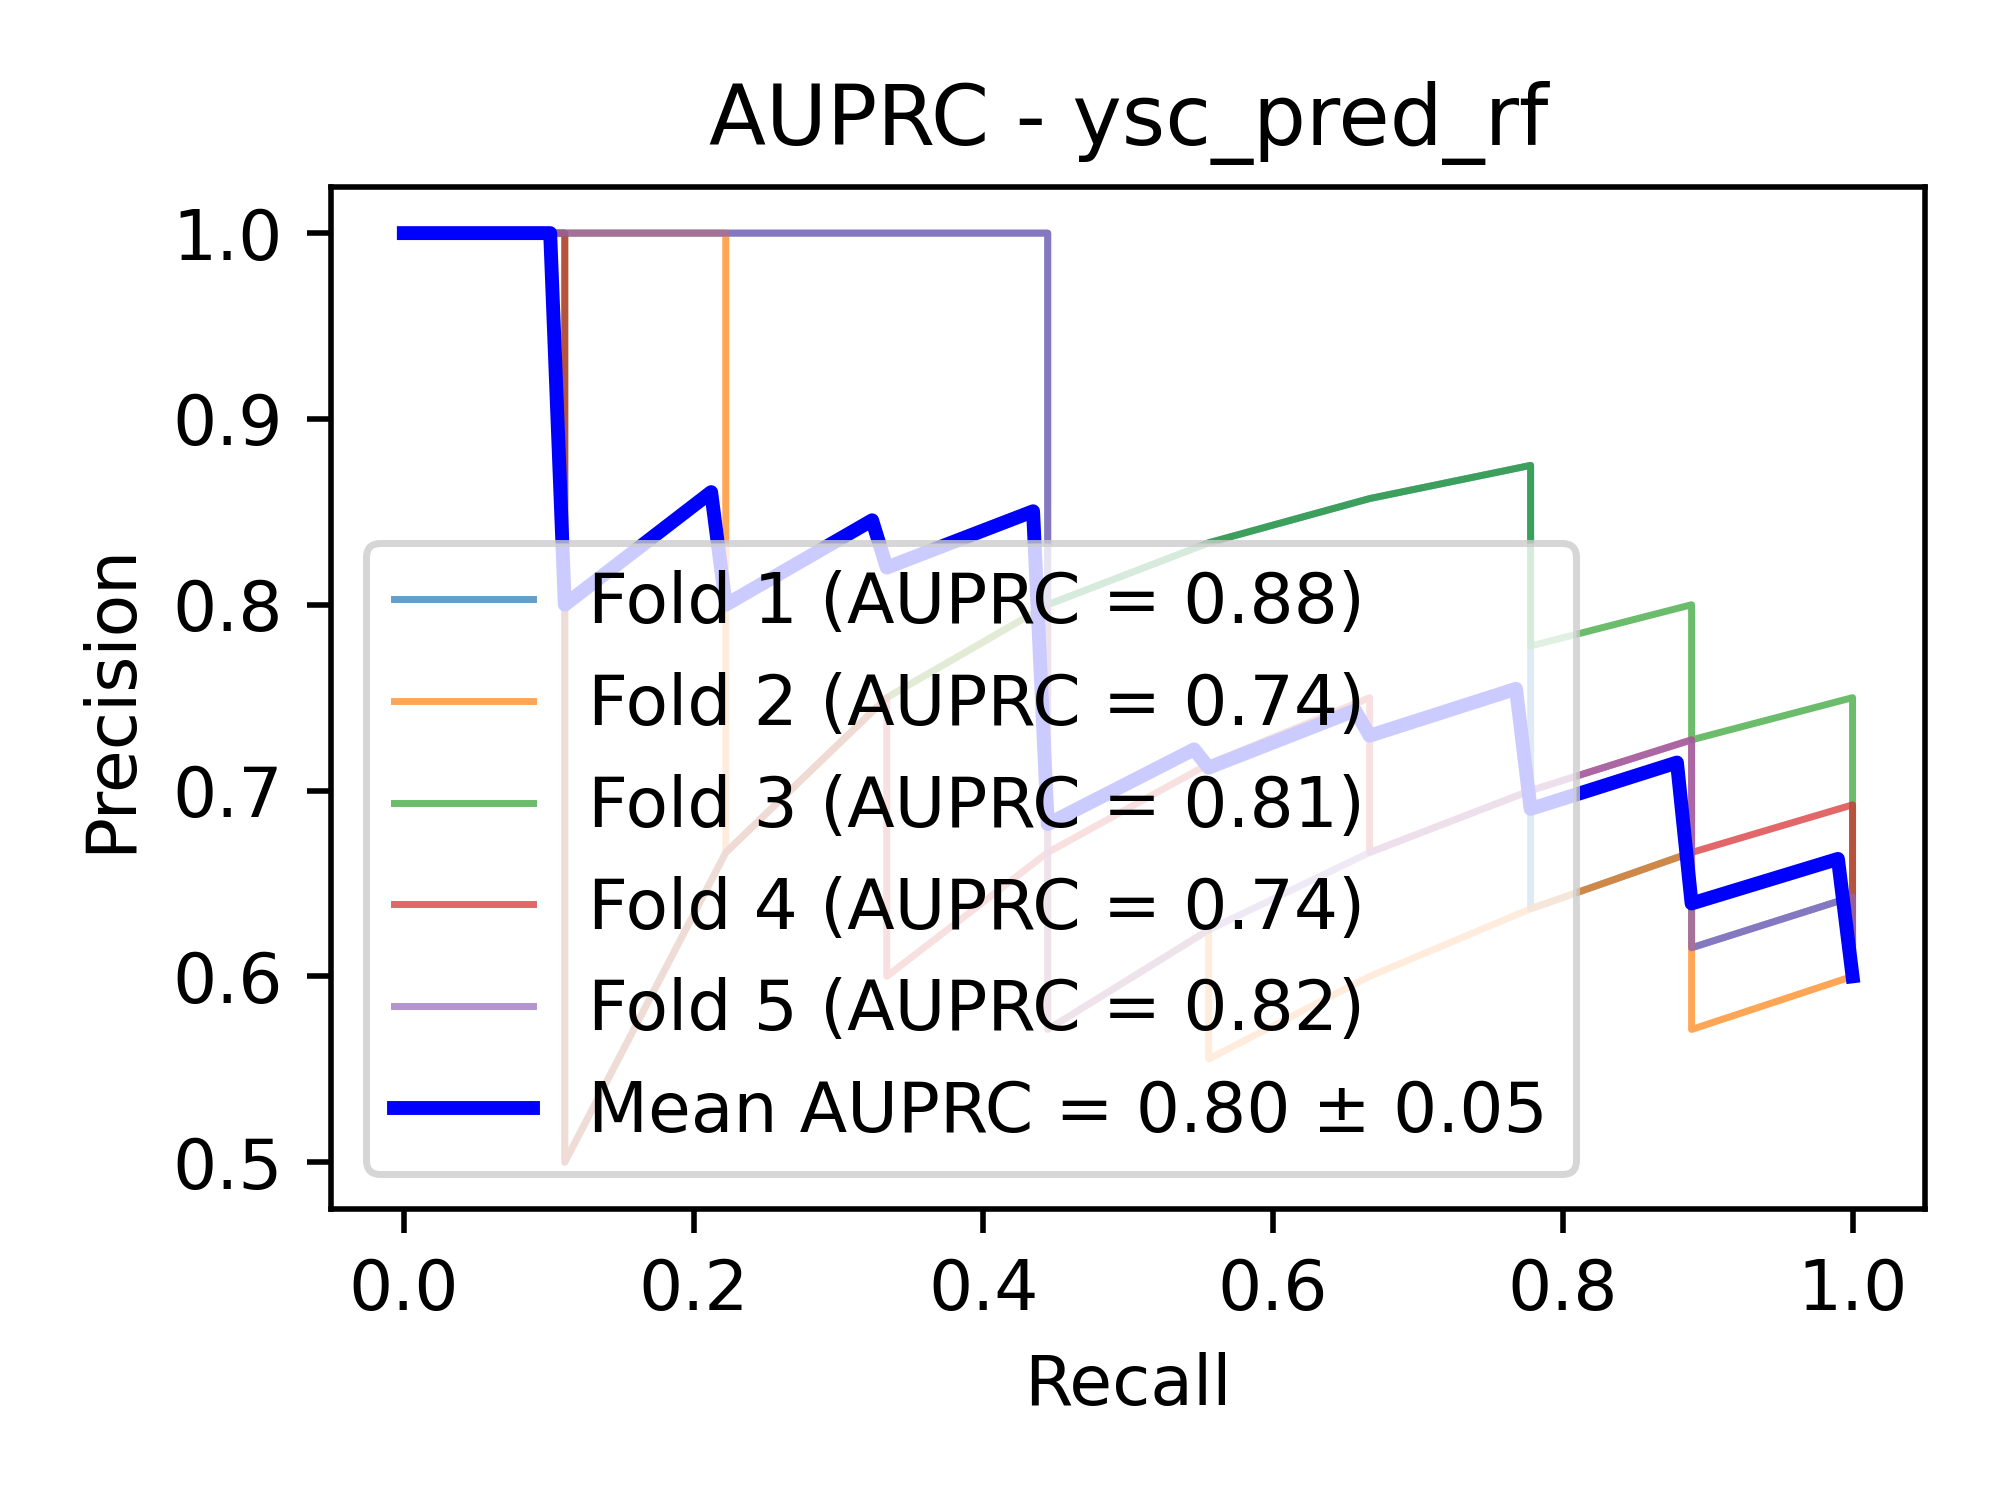 AUPRC - ysc_pred_rf
Precision
1.0
0.9
0.8
0.7
0.6
0.5
Fold 1 (AUPRC = 0.88)
Fold 2 (AUPRC = 0.74)
Fold 3 (AUPRC = 0.81)
Fold 4 (AUPRC = 0.74)
Fold 5 (AUPRC = 0.82)
Mean AUPRC = 0.80 ± 0.05
0.0 0.2 0.4 0.6 0.8 1.0
Recall